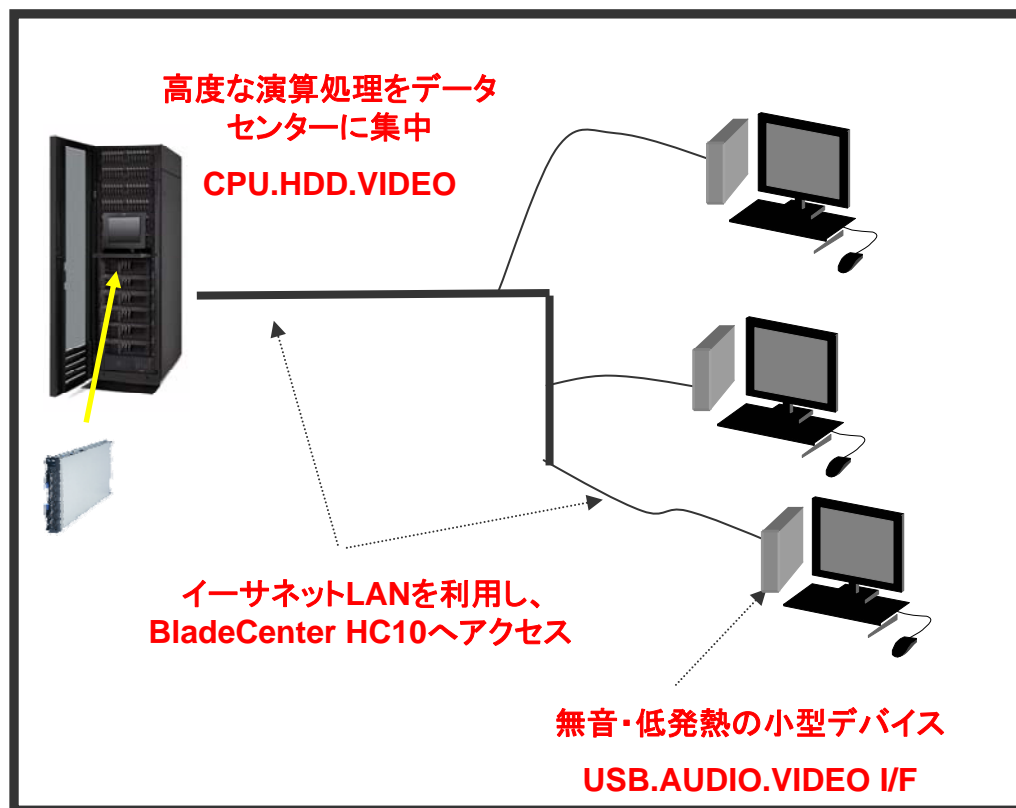 高度な演算処理をデータ
センターに集中
CPU.HDD.VIDEO
イーサネットLANを利用し、
BladeCenter HC10へアクセス
無音・低発熱の小型デバイス
USB.AUDIO.VIDEO I/F